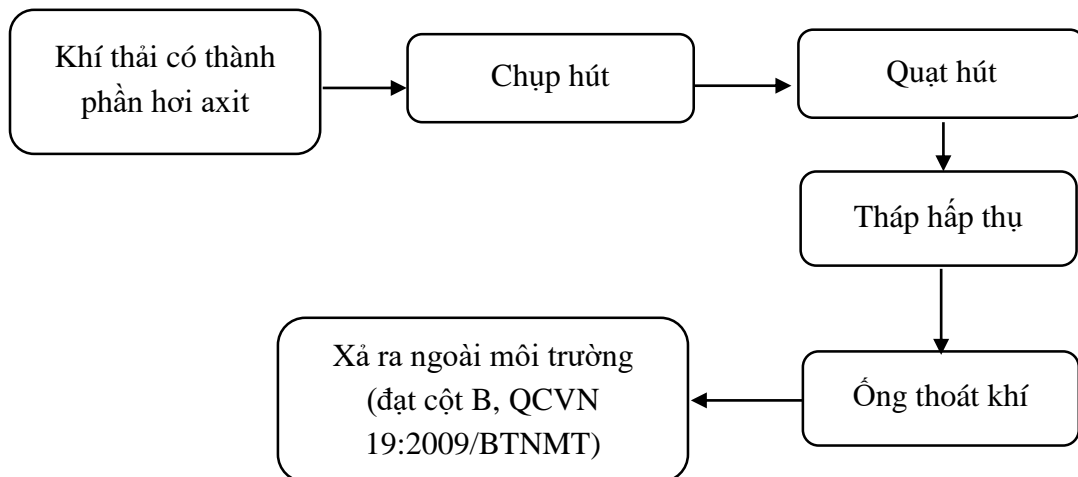 Khí thải có thành
phần hơi axit
Chụp hút
Quạt hút
Tháp hấp thụ
Ống thoát khí
Xả ra ngoài môi trường
(đạt cột B, QCVN
19:2009/BTNMT)